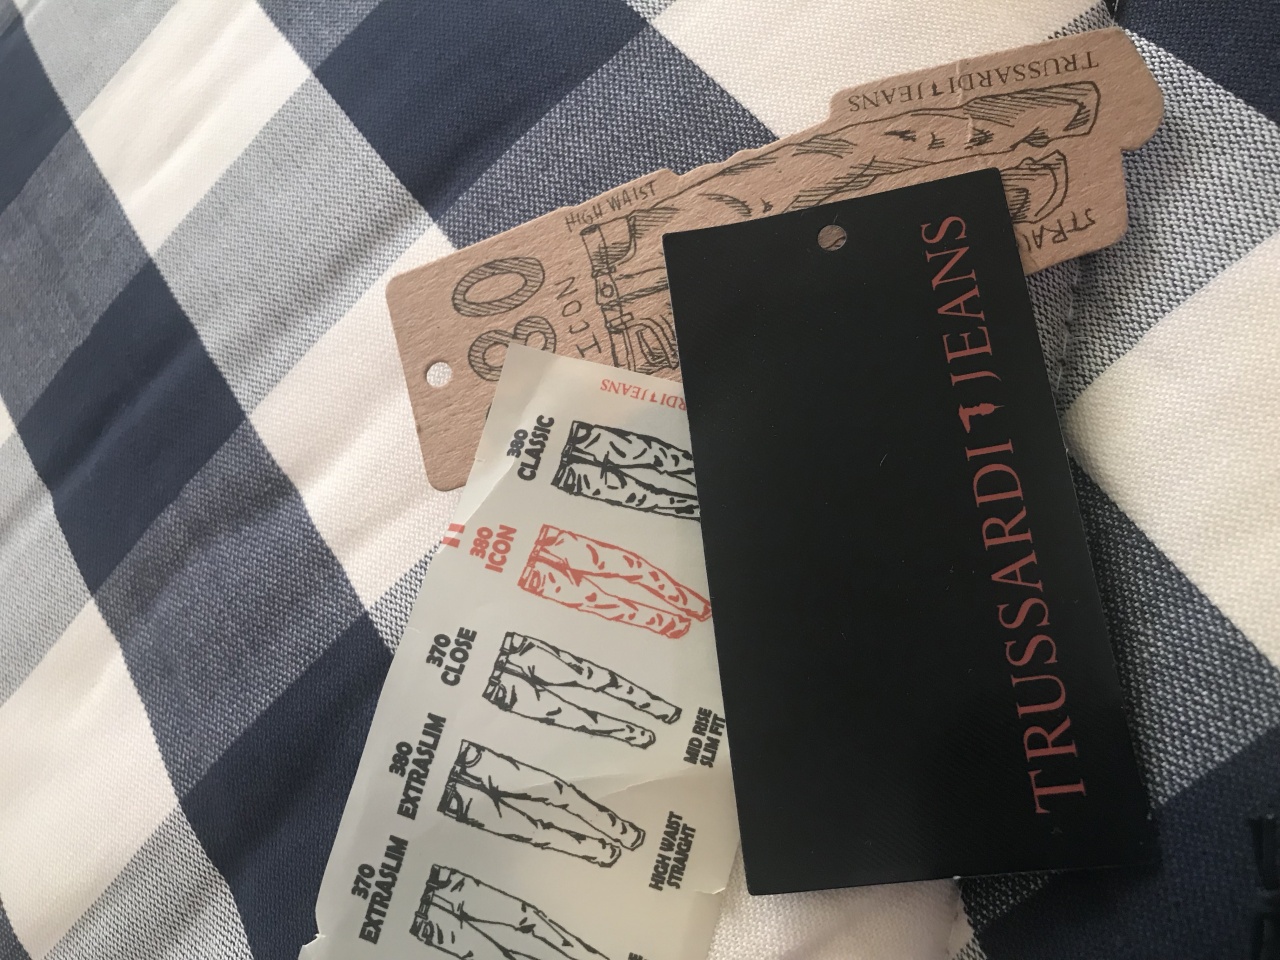 TRUSSARDI JEANS
HIGH WAIST
ICON
TRUSSARDI JEANS
380
CLASSIC
380
ICON
370
CLOSE
MID RISE
SLIM FIT
380
EXTRASLIM
HIGH WAIST
STRAIGHT
370
EXTRASLIM
JEANS